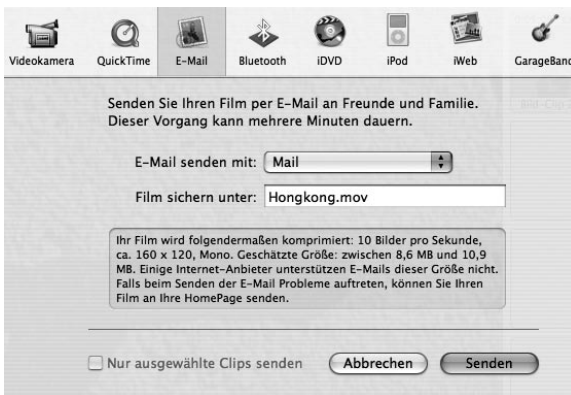 Videokamera QuickTime E-Mail Bluetooth iDVD iPod iWeb GarageBand
Senden Sie Ihren Film per E-Mail an Freunde und Familie.
Dieser Vorgang kann mehrere Minuten dauern.
E-Mail senden mit: Mail
Film sichern unter: Hongkong.mov
Ihr Film wird folgendermaßen komprimiert: 10 Bilder pro Sekunde,
ca. 160 x 120, Mono. Geschätzte Größe: zwischen 8,6 MB und 10,9
MB. Einige Internet-Anbieter unterstützen E-Mails dieser Größe nicht.
Falls beim Senden der E-Mail Probleme auftreten, können Sie Ihren
Film an Ihre HomePage senden.
Nur ausgewählte Clips senden Abbrechen Senden